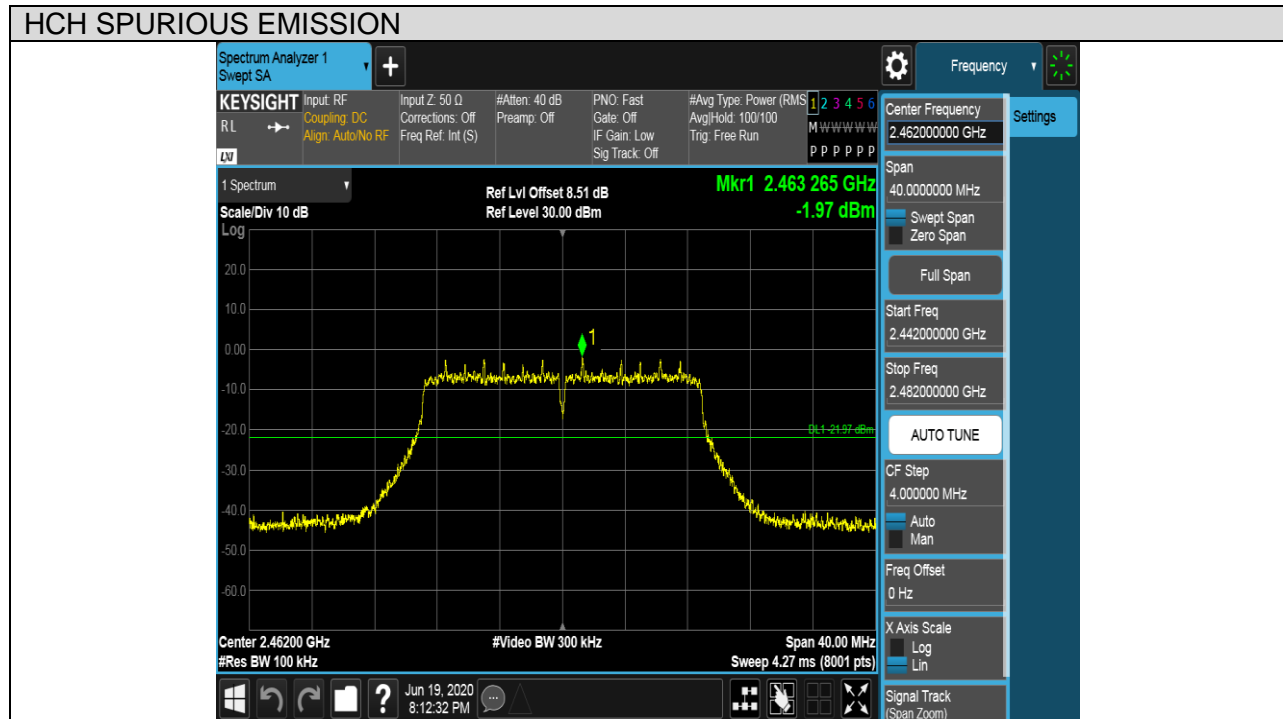 HCH SPURIOUS EMISSION
Spectrum Analyzer 1
Swept SA
Frequency
KEYSIGHT
RL
LXI
Input: RF
Coupling: DC
Align: Auto/No RF
Input Z: 50 Ω
Corrections: Off
Freq Ref: Int (S)
#Atten: 40 dB
Preamp: Off
PNO: Fast
Gate: Off
IF Gain: Low
Sig Track: Off
#Avg Type: Power (RMS
Avg|Hold: 100/100
Trig: Free Run
1 2 3 4 5 6
M W W W W W
P P P P P P
1 Spectrum
Scale/Div 10 dB
Ref Lvl Offset 8.51 dB
Ref Level 30.00 dBm
Mkr1 2.463 265 GHz
-1.97 dBm
Log
20.0
10.0
0.00
-10.0
-20.0
-30.0
-40.0
-50.0
-60.0
1
DL1 -21.97 dBm
Center 2.46200 GHz
#Video BW 300 kHz
Span 40.00 MHz
#Res BW 100 kHz
Sweep 4.27 ms (8001 pts)
Jun 19, 2020
8:12:32 PM
Center Frequency
2.462000000 GHz
Settings
Span
40.0000000 MHz
Swept Span
Zero Span
Full Span
Start Freq
2.442000000 GHz
Stop Freq
2.482000000 GHz
AUTO TUNE
CF Step
4.000000 MHz
Auto
Man
Freq Offset
0 Hz
X Axis Scale
Log
Lin
Signal Track
(Span Zoom)